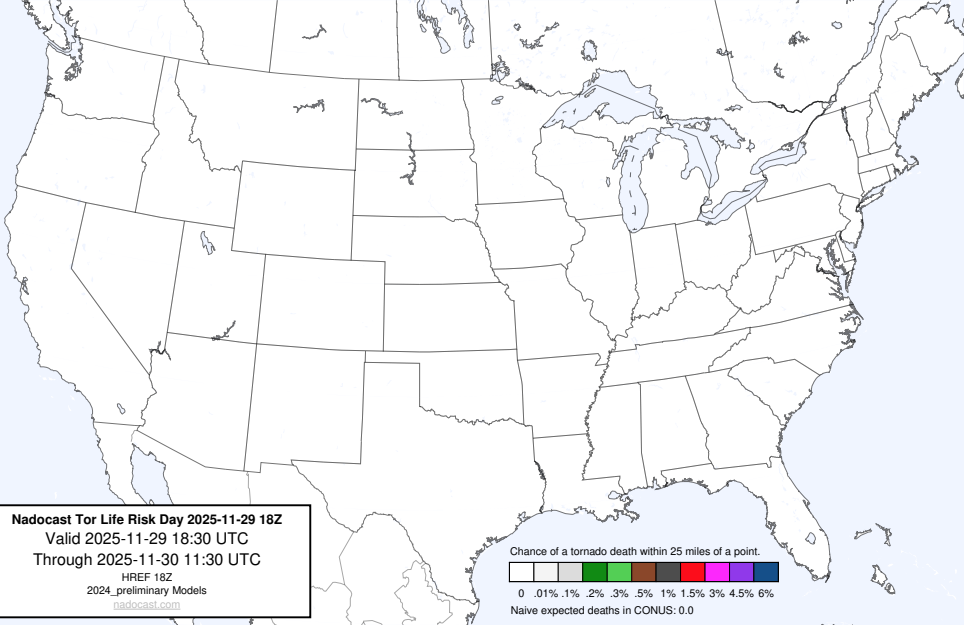 Nadocast Tor Life Risk Day 2025-11-29 18Z
Valid 2025-11-29 18:30 UTC
Through 2025-11-30 11:30 UTC
HREF 18Z
2024_preliminary Models
nadocast.com
Chance of a tornado death within 25 miles of a point.
0 .01% .1% .2% .3% .5% 1% 1.5% 3% 4.5% 6%
Naive expected deaths in CONUS: 0.0